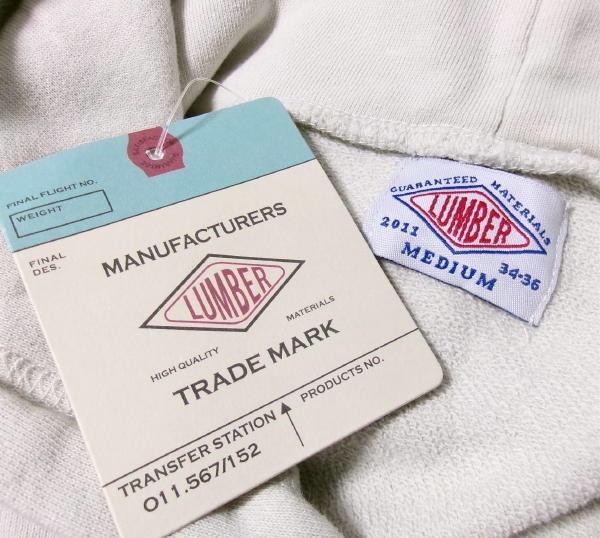 FINAL FLIGHT NO.
WEIGHT
FINAL
DES.
MANUFACTURERS
LUMBER
HIGH QUALITY MATERIALS
TRADE MARK
TRANSFER STATION PRODUCTS NO.
O11.567/152
GUARANTEED MATERIALS
LUMBER
2011 MEDIUM 34-36